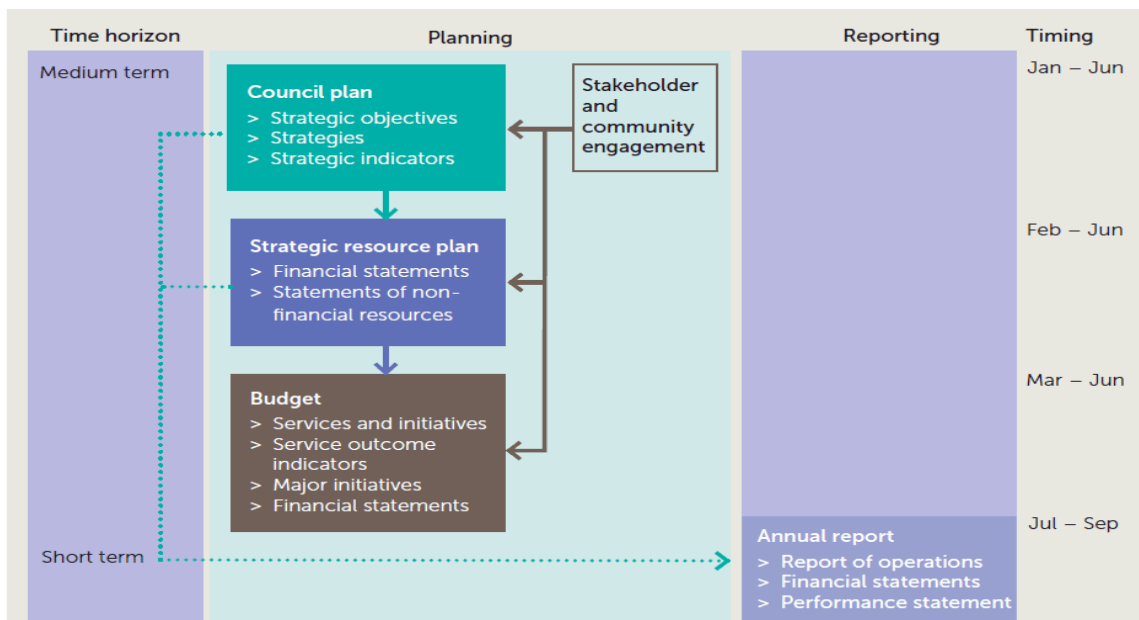 Time horizon
Planning
Reporting
Timing
Medium term
Jan – Jun
Council plan
> Strategic objectives
> Strategies
> Strategic indicators
Stakeholder
and
community
engagement
Strategic resource plan
> Financial statements
> Statements of non-
financial resources
Feb – Jun
Budget
> Services and initiatives
> Service outcome
indicators
> Major initiatives
> Financial statements
Mar – Jun
Short term
Annual report
> Report of operations
> Financial statements
> Performance statement
Jul – Sep